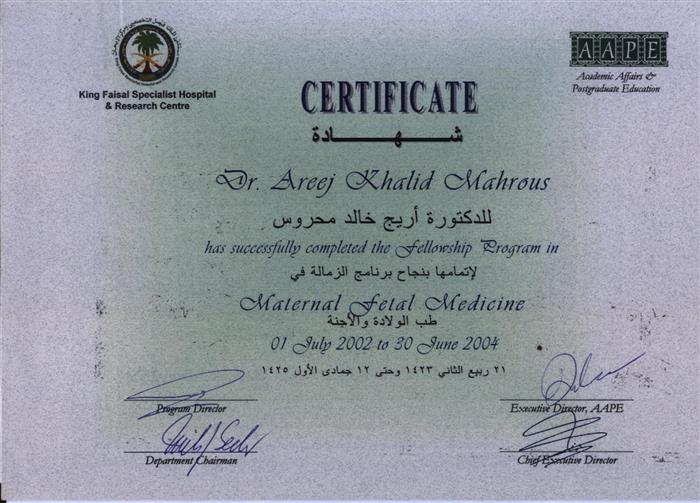 King Faisal Specialist Hospital
& Research Centre
AAPE
Academic Affairs &
Postgraduate Education
CERTIFICATE
شهادة
Dr. Areej Khalid Mahrous
للدكتورة أريج خالد محروس
has successfully completed the Fellowship Program in
لإتمامها بنجاح برنامج الزمالة في
Maternal Fetal Medicine
طب الولادة والأجنة
01 July 2002 to 30 June 2004
٢١ ربيع الثاني ١٤٢٣ وحتى ١٢ جمادى الأول ١٤٢٥
Program Director
Executive Director, AAPE
Department Chairman
Chief Executive Director